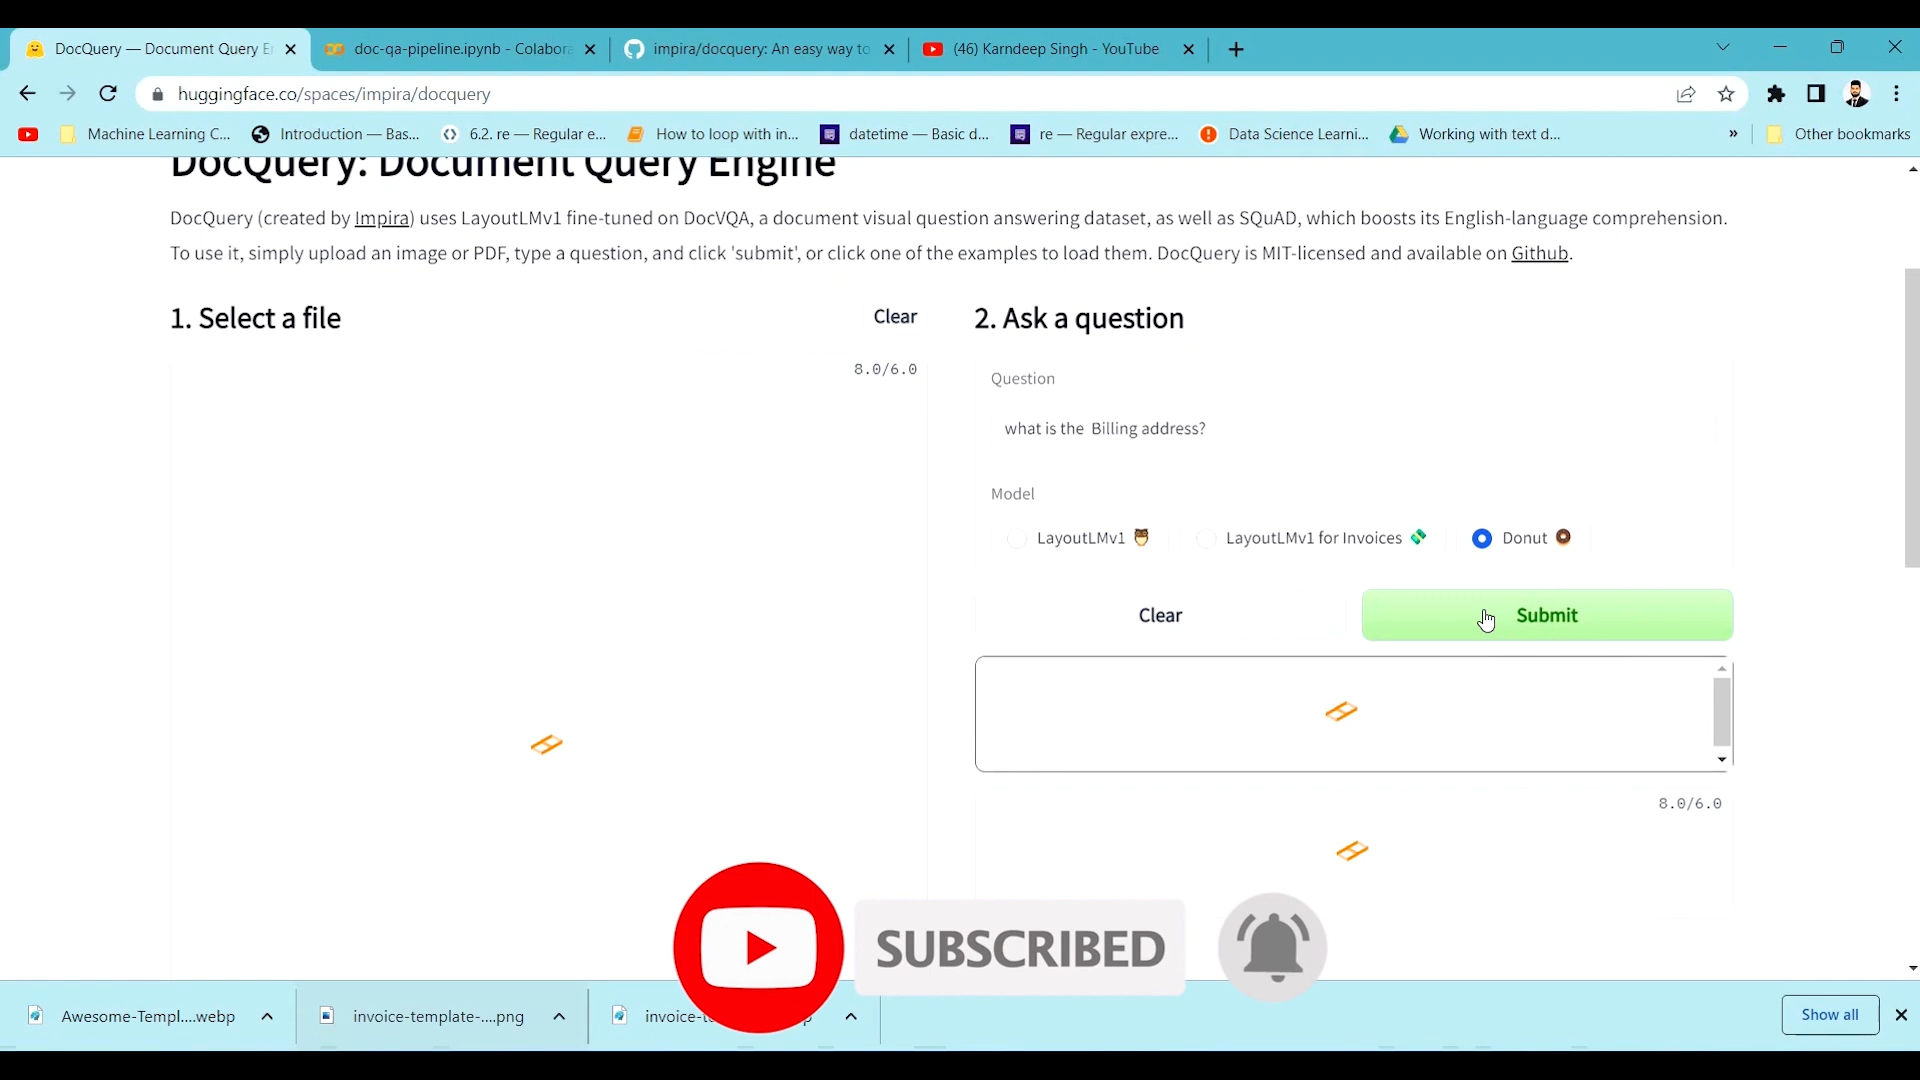 DocQuery — Document Query E
doc-qa-pipeline.ipynb - Colabora
impira/docquery: An easy way to
(46) Karndeep Singh - YouTube
huggingface.co/spaces/impira/docquery
Machine Learning C...
Introduction — Bas...
6.2. re — Regular e...
How to loop with in...
datetime — Basic d...
re — Regular expre...
Data Science Learni...
Working with text d...
»
Other bookmarks
DocQuery: Document Query Engine
DocQuery (created by Impira) uses LayoutLMv1 fine-tuned on DocVQA, a document visual question answering dataset, as well as SQuAD, which boosts its English-language comprehension.
To use it, simply upload an image or PDF, type a question, and click 'submit', or click one of the examples to load them. DocQuery is MIT-licensed and available on Github.
1. Select a file
Clear
8.0/6.0
2. Ask a question
Question
what is the Billing address?
Model
LayoutLMv1
LayoutLMv1 for Invoices
Donut
Clear
Submit
8.0/6.0
SUBSCRIBED
Awesome-Templ....webp
invoice-template-....png
invoice-t
Show all